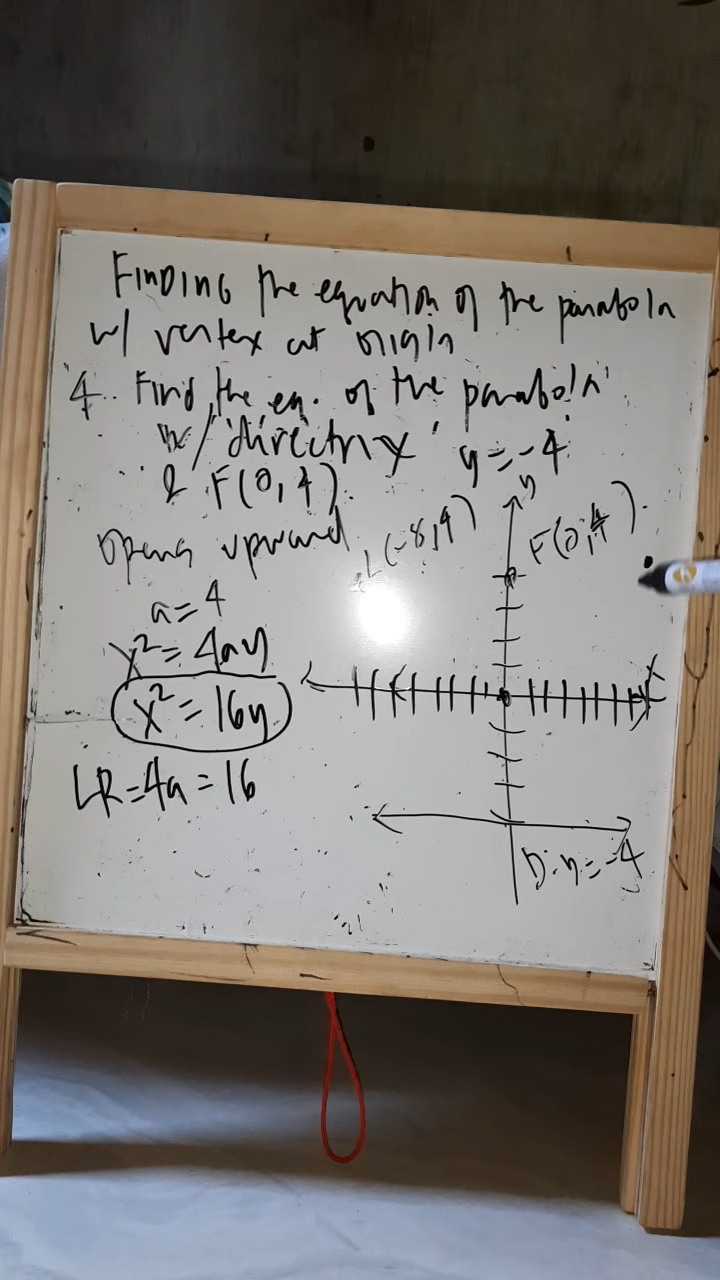 FINDING the equation of the parabola
w/ vertex at origin
4. Find the eq. of the parabola
w/ directrix y = -4
& F(0,4).
opens upward
a = 4
x² = 4ay
x² = 16y
LR = 4a = 16
L(-8,4)
y
F(0,4)
x
D: y = -4